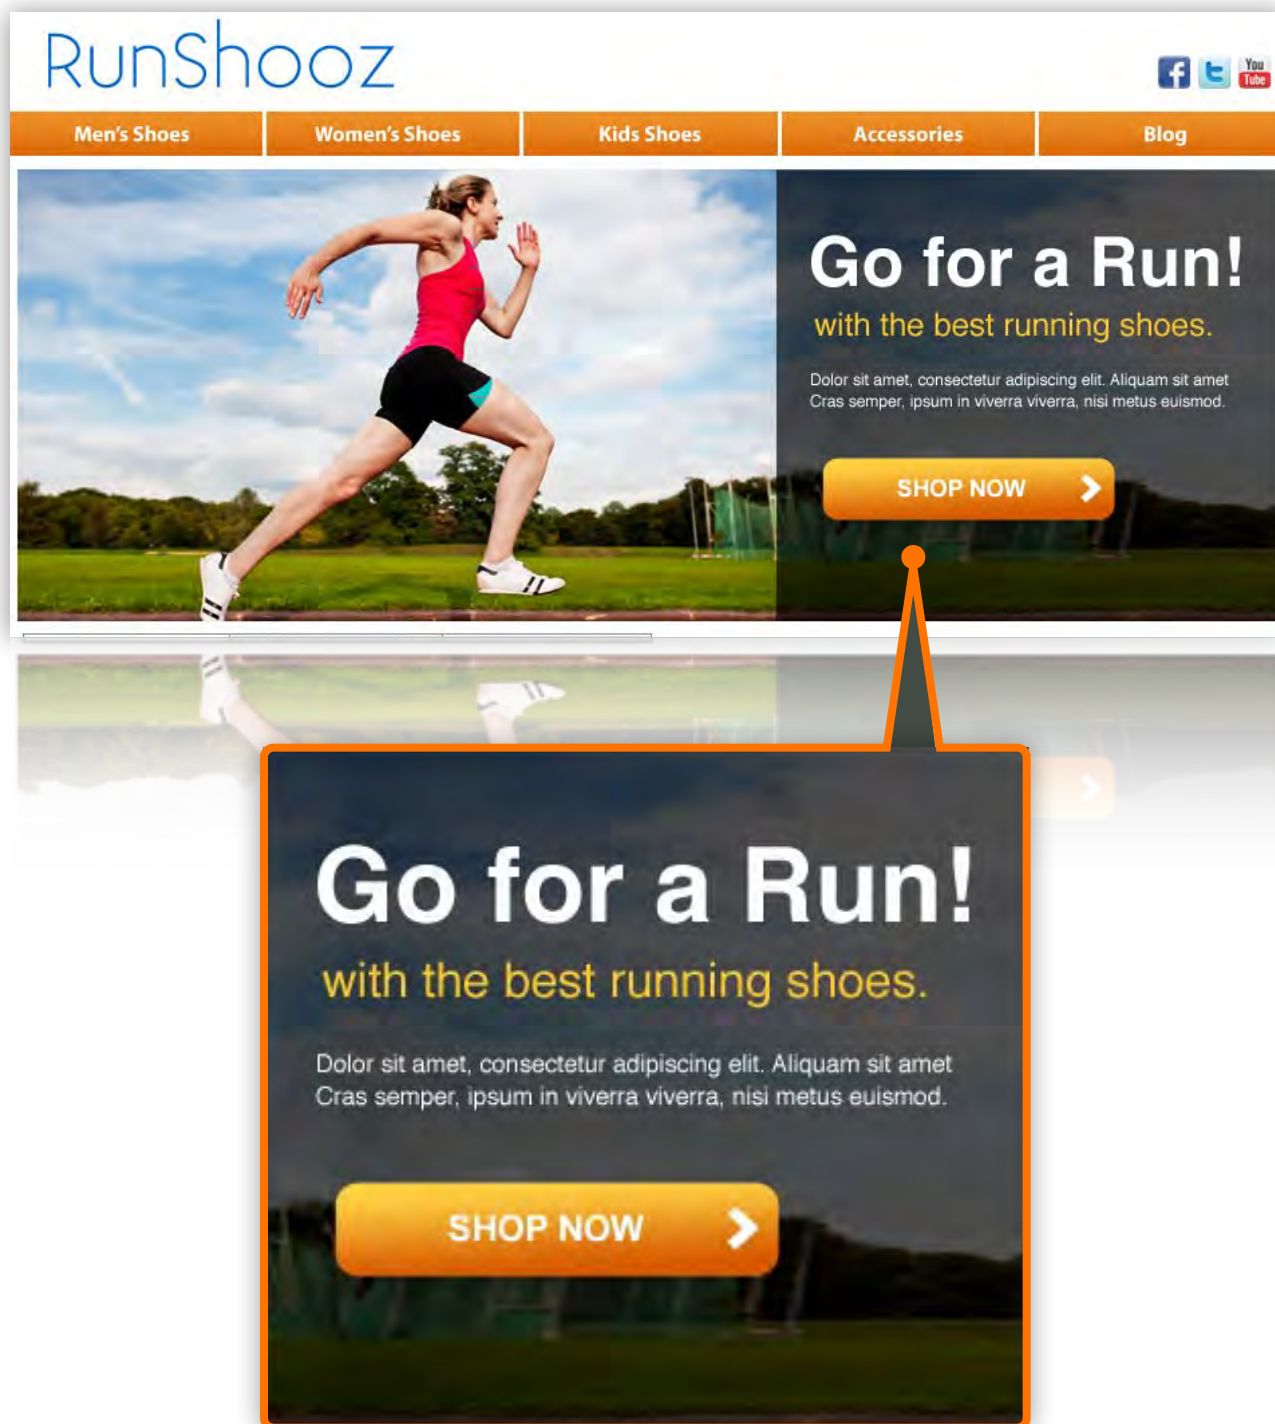 RunShooz
You
Tube
Men's Shoes
Women's Shoes
Kids Shoes
Accessories
Blog
Go for a Run!
with the best running shoes.
Dolor sit amet, consectetur adipiscing elit. Aliquam sit amet
Cras semper, ipsum in viverra viverra, nisi metus euismod.
SHOP NOW
Go for a Run!
with the best running shoes.
Dolor sit amet, consectetur adipiscing elit. Aliquam sit amet
Cras semper, ipsum in viverra viverra, nisi metus euismod.
SHOP NOW